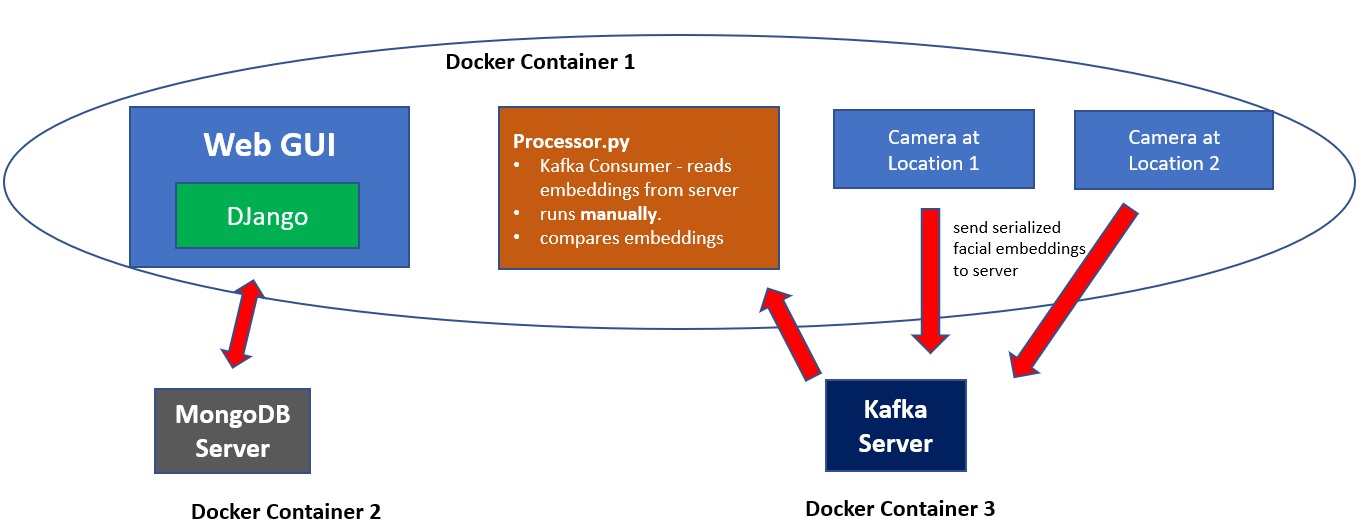 Docker Container 1
Web GUI
DJango
Processor.py
• Kafka Consumer - reads
embeddings from server
• runs manually.
• compares embeddings
Camera at
Location 1
Camera at
Location 2
send serialized
facial embeddings
to server
MongoDB
Server
Kafka
Server
Docker Container 2
Docker Container 3